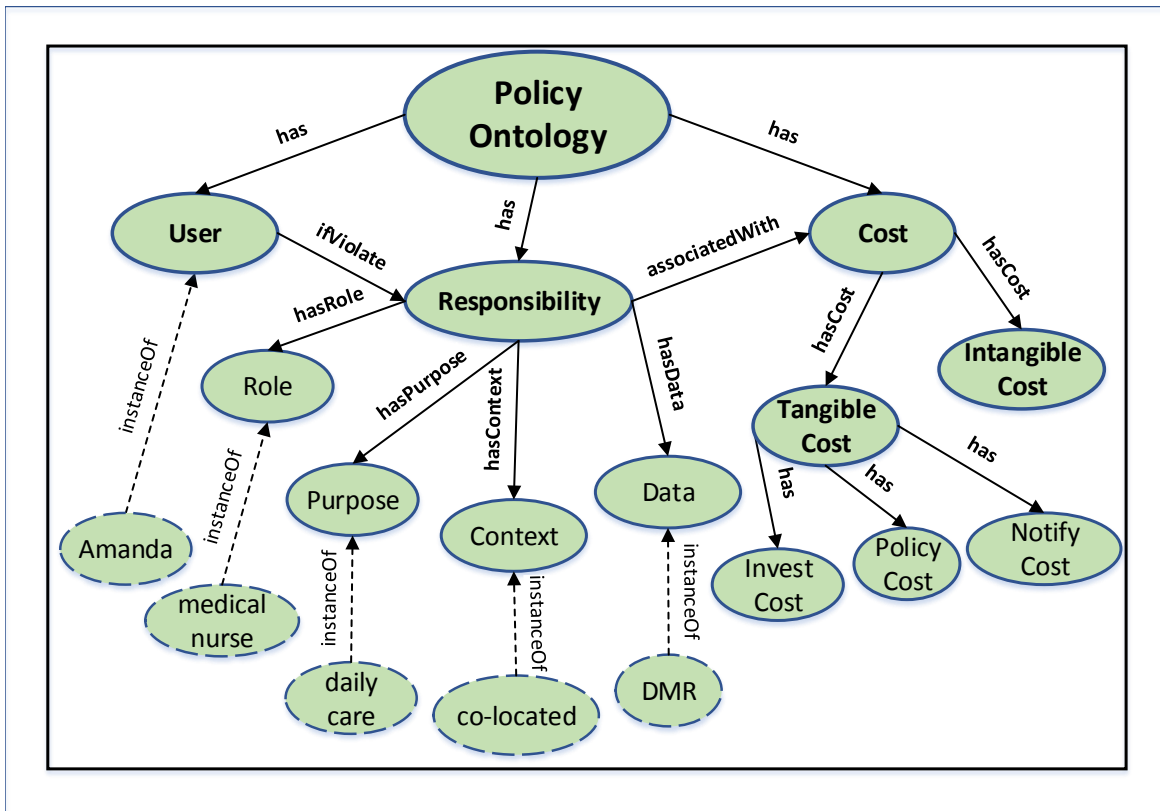 Policy
Ontology
has
has
has
User
Cost
ifViolate
associatedWith
hasCost
Responsibility
hasRole
hasCost
Intangible
Cost
Role
hasPurpose
hasContext
hasData
instanceOf
Tangible
Cost
instanceOf
has
has
has
Purpose
Data
Context
Amanda
Invest
Cost
Policy
Cost
Notify
Cost
medical
nurse
instanceOf
instanceOf
instanceOf
daily
care
co-located
DMR